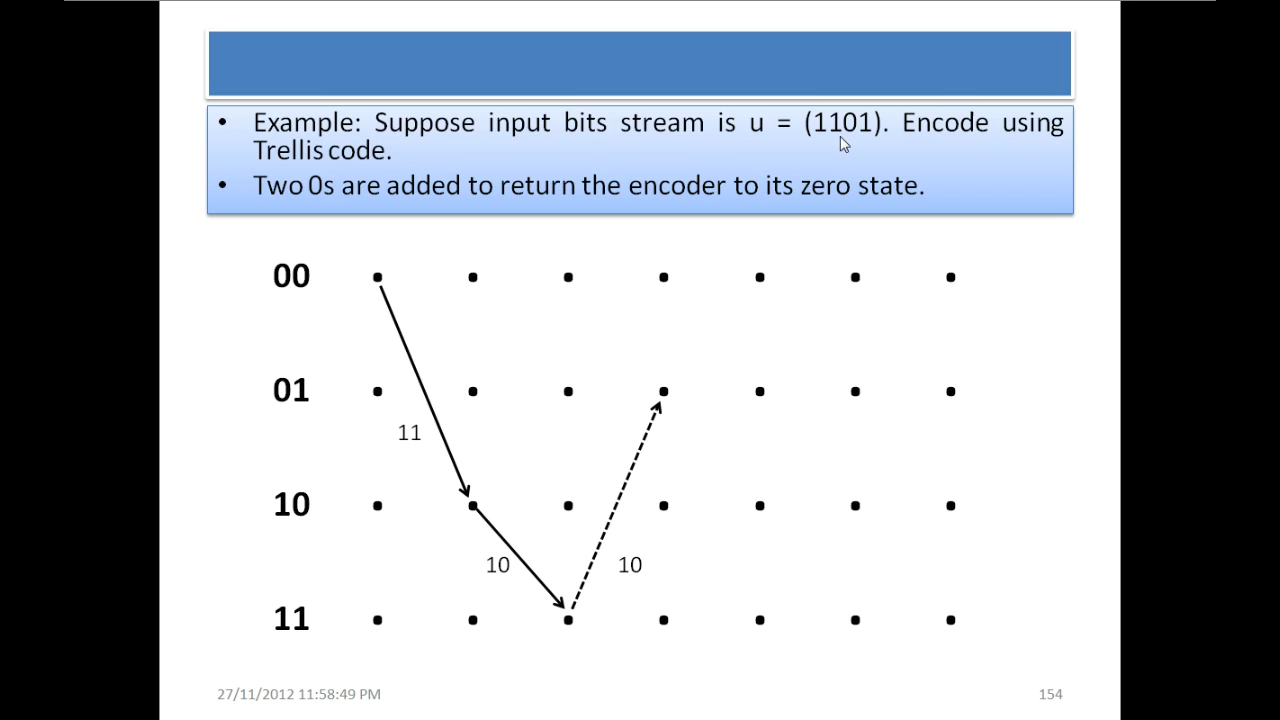 • Example: Suppose input bits stream is u = (1101). Encode using
Trellis code.
• Two 0s are added to return the encoder to its zero state.
00
01
11
10
10
10
11
27/11/2012 11:58:49 PM
154